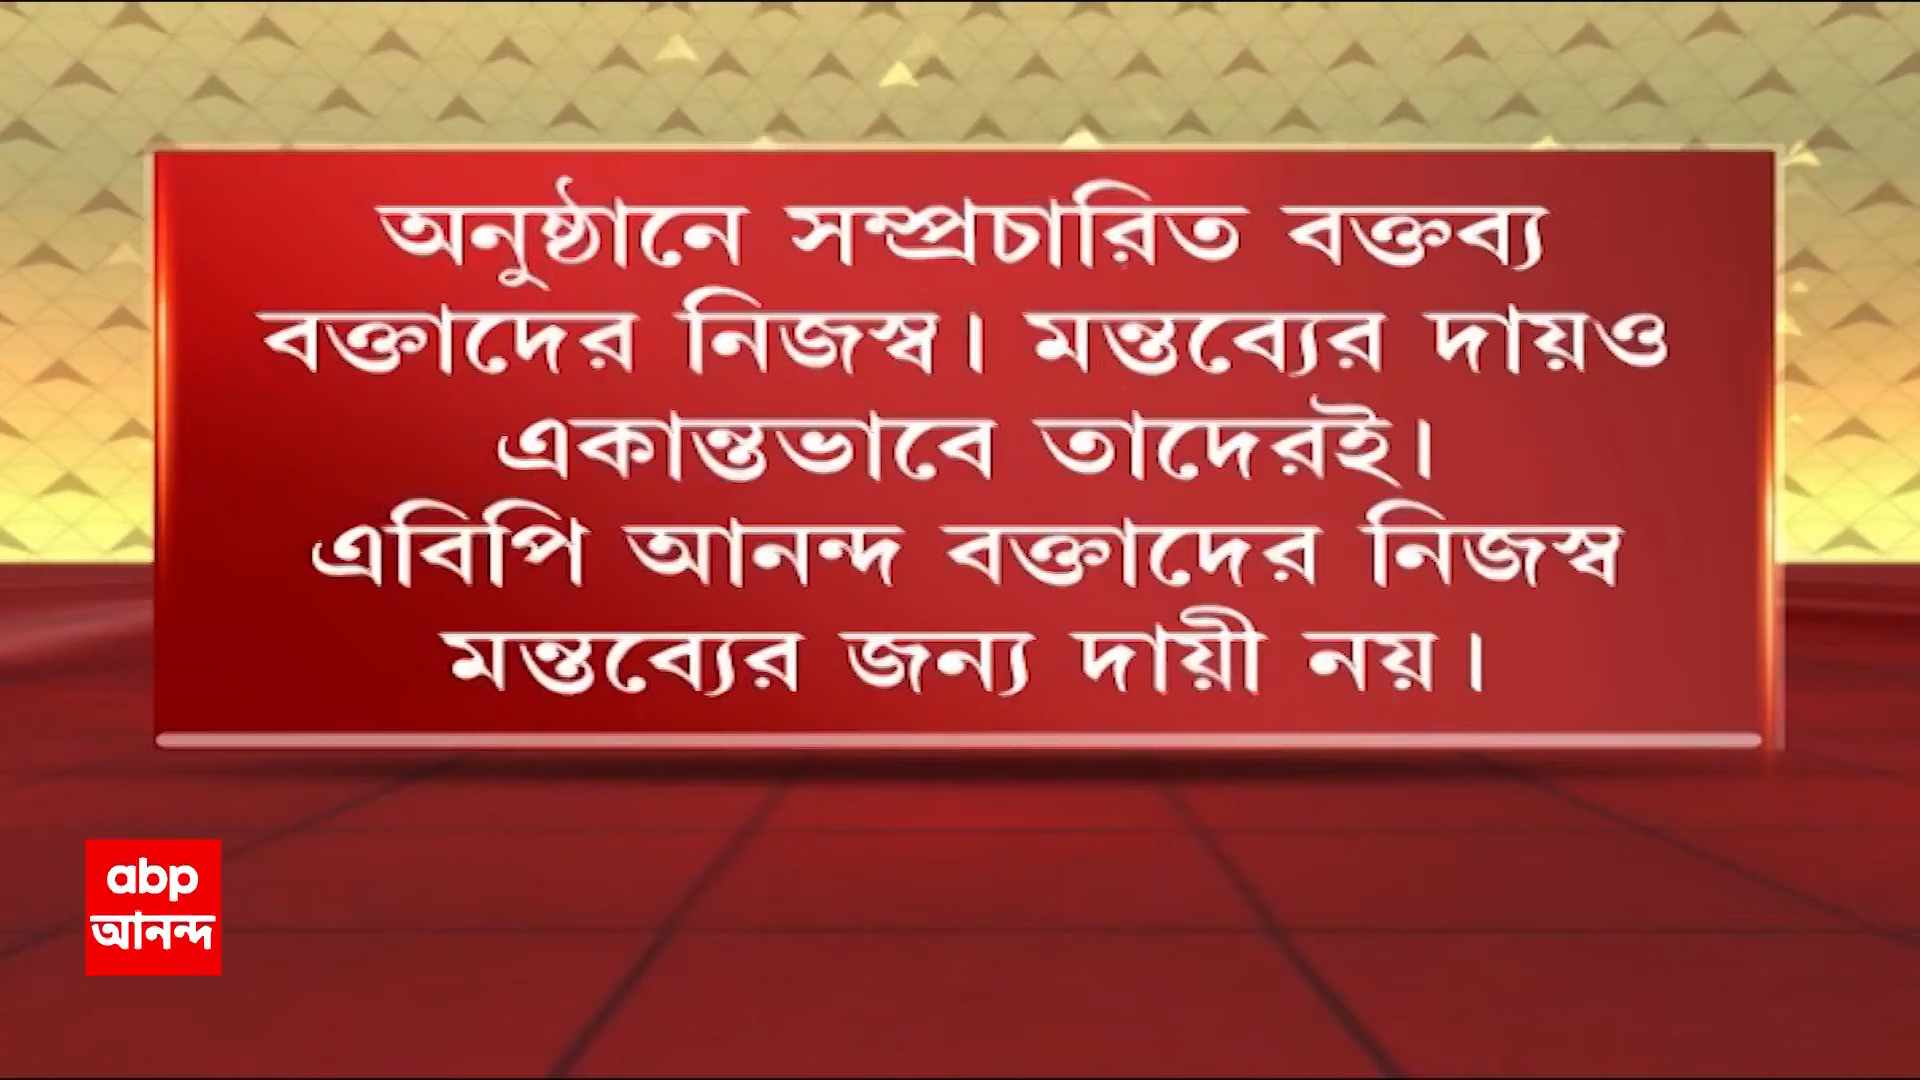 অনুষ্ঠানে সম্প্রচারিত বক্তব্য
বক্তাদের নিজস্ব। মন্তব্যের দায়ও
একান্তভাবে তাদেরই।
এবিপি আনন্দ বক্তাদের নিজস্ব
মন্তব্যের জন্য দায়ী নয়।
abp
আনন্দ